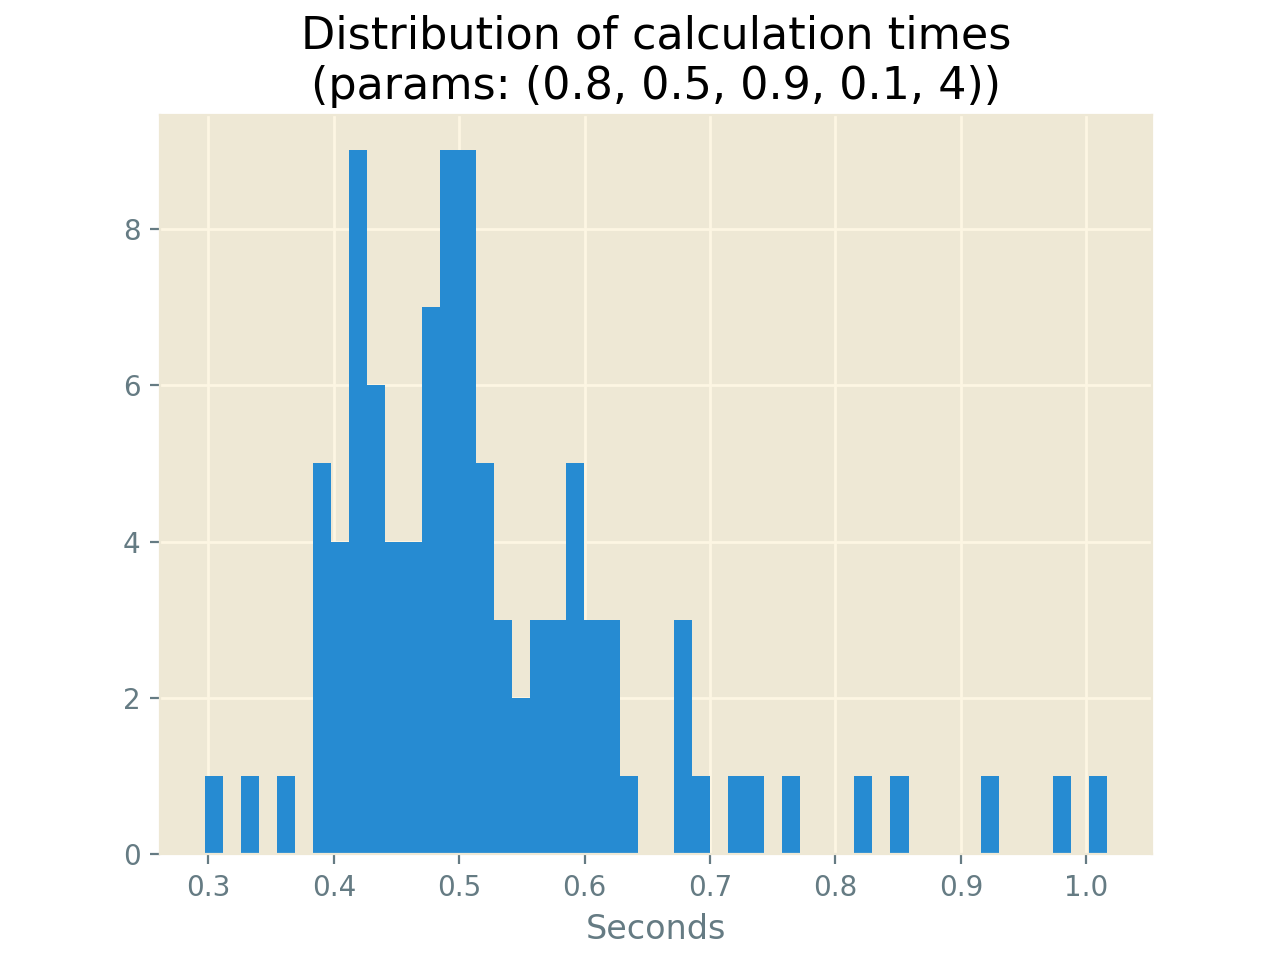 Distribution of calculation times
(params: (0.8, 0.5, 0.9, 0.1, 4))
8
6
4
2
0
0.3 0.4 0.5 0.6 0.7 0.8 0.9 1.0
Seconds